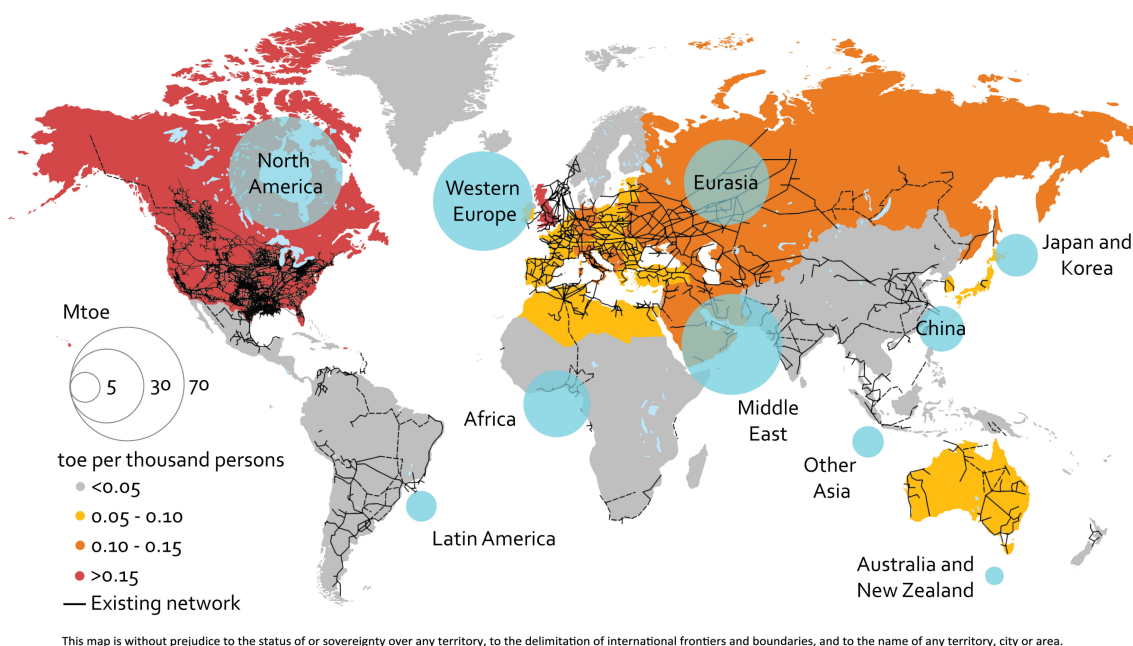 North
America
Western
Europe
Eurasia
Japan and
Korea
China
Mtoe
5 30 70
Africa
Middle
East
toe per thousand persons
<0.05
0.05 - 0.10
0.10 - 0.15
>0.15
Existing network
Other
Asia
Latin America
Australia and
New Zealand
This map is without prejudice to the status of or sovereignty over any territory, to the delimitation of international frontiers and boundaries, and to the name of any territory, city or area.